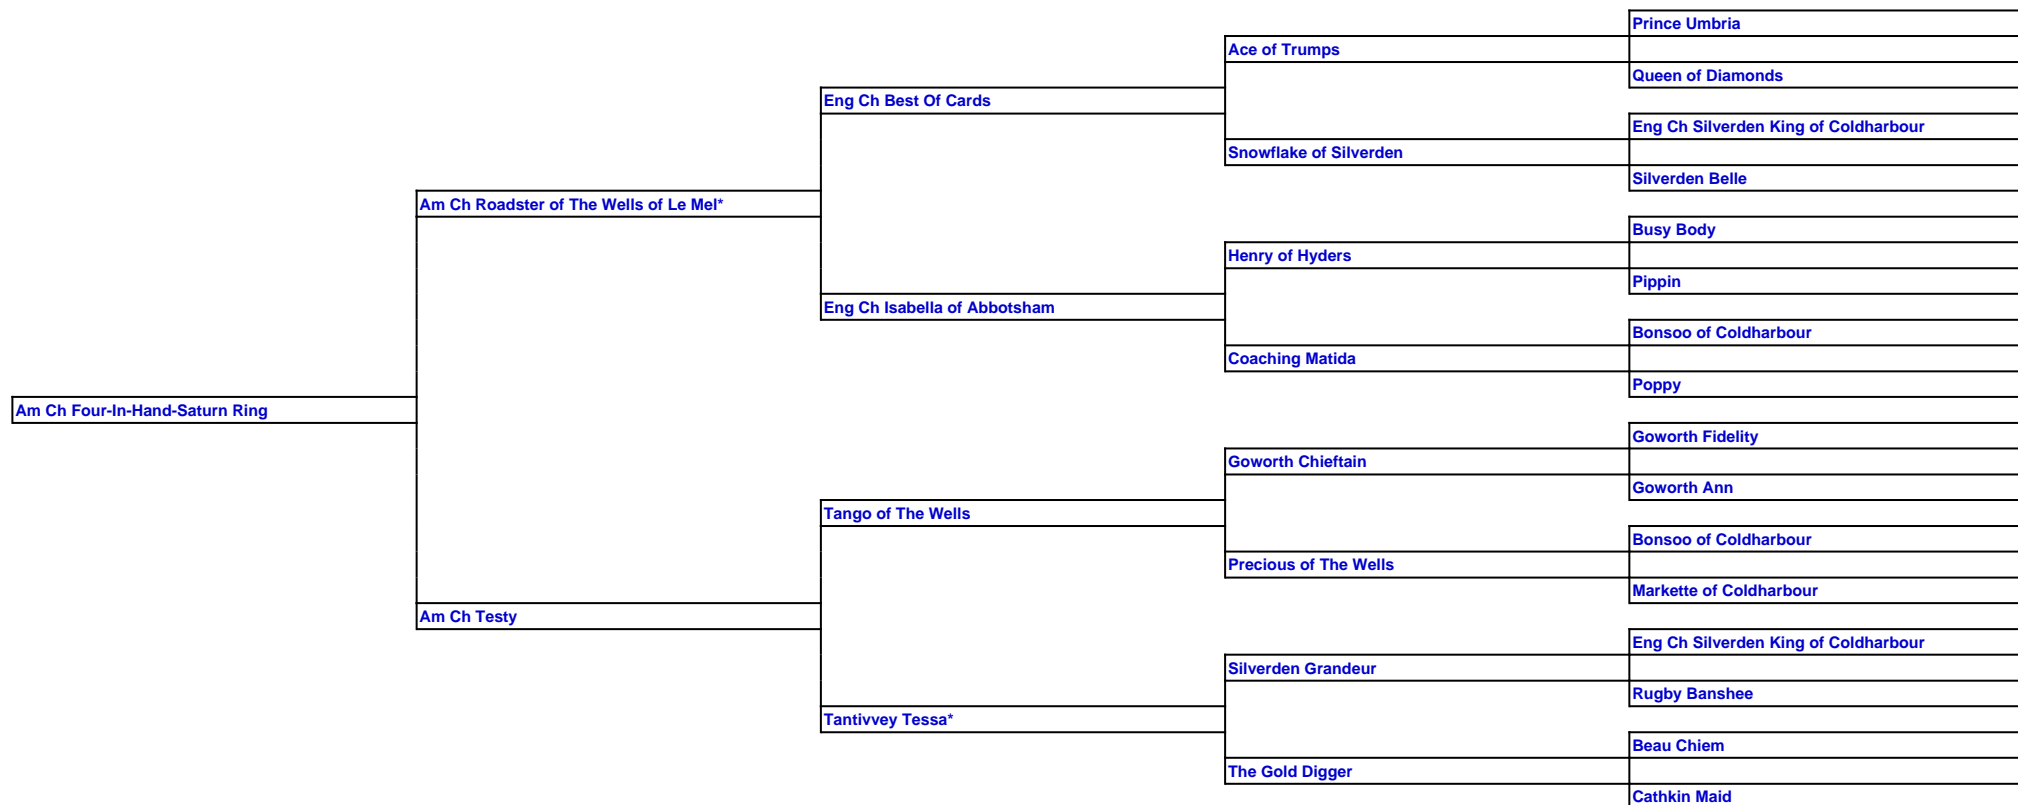 Prince Umbria
Ace of Trumps
Queen of Diamonds
Eng Ch Best Of Cards
Eng Ch Silverden King of Coldharbour
Snowflake of Silverden
Silverden Belle
Am Ch Roadster of The Wells of Le Mel*
Busy Body
Henry of Hyders
Pippin
Eng Ch Isabella of Abbotsham
Bonsoo of Coldharbour
Coaching Matida
Poppy
Am Ch Four-In-Hand-Saturn Ring
Goworth Fidelity
Goworth Chieftain
Goworth Ann
Tango of The Wells
Bonsoo of Coldharbour
Precious of The Wells
Markette of Coldharbour
Am Ch Testy
Eng Ch Silverden King of Coldharbour
Silverden Grandeur
Rugby Banshee
Tantivvey Tessa*
Beau Chiem
The Gold Digger
Cathkin Maid